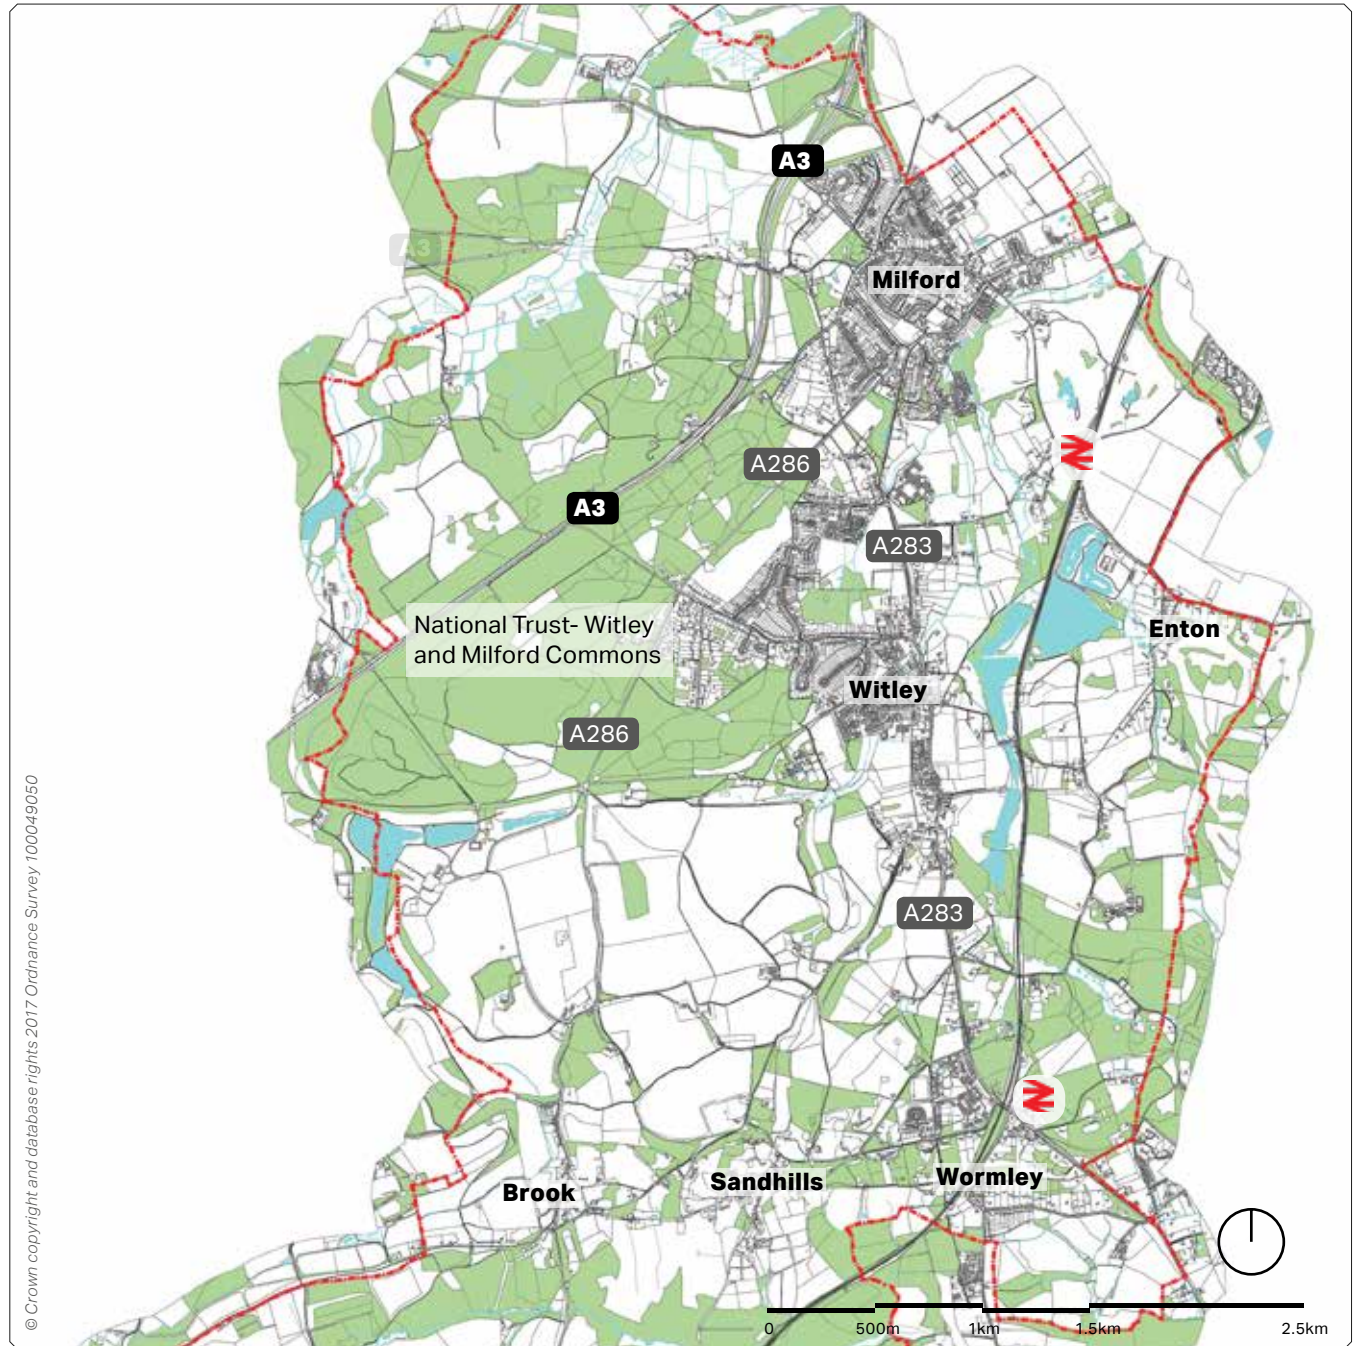 A3
A3
Milford
A286
A3
A283
National Trust- Witley
and Milford Commons
Enton
Witley
A286
A283
Brook
Sandhills
Wormley
0
500m
1km
1.5km
2.5km
© Crown copyright and database rights 2017 Ordnance Survey 100049050